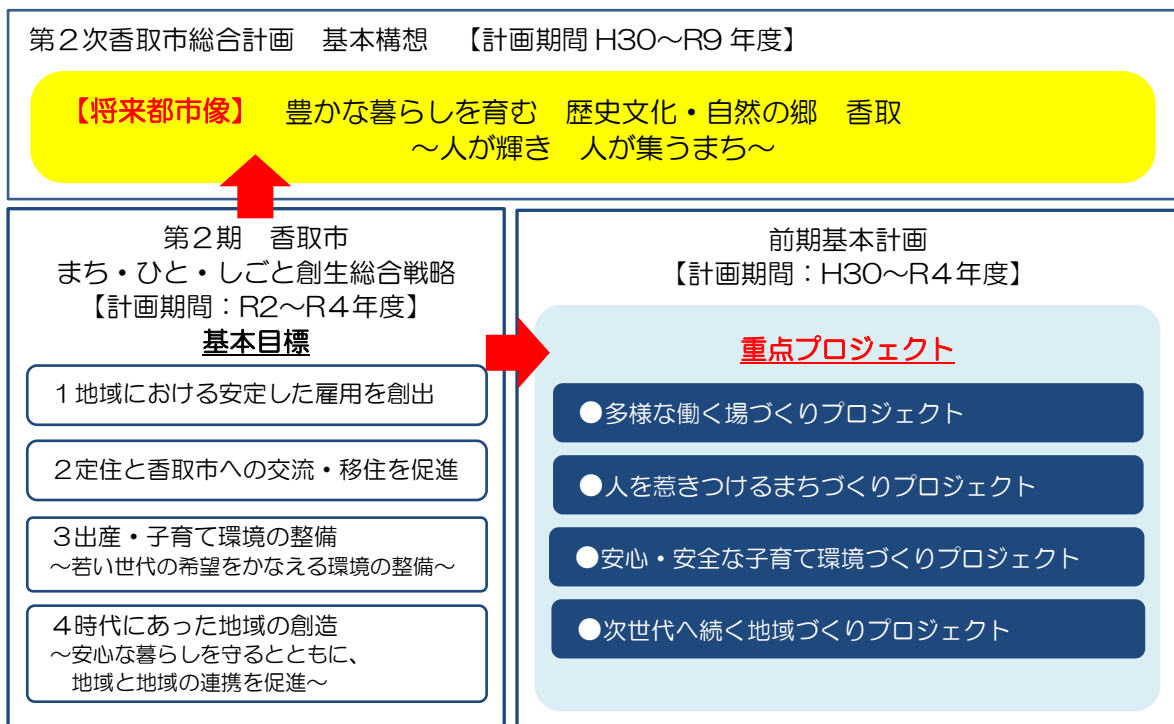 第２次香取市総合計画　基本構想　【計画期間 H30～R9 年度】
【将来都市像】　豊かな暮らしを育む　歴史文化・自然の郷　香取
～人が輝き　人が集うまち～
第２期　香取市
まち・ひと・しごと創生総合戦略
【計画期間：R2～R４年度】
基本目標
１地域における安定した雇用を創出
２定住と香取市への交流・移住を促進
３出産・子育て環境の整備
～若い世代の希望をかなえる環境の整備～
４時代にあった地域の創造
～安心な暮らしを守るとともに、
地域と地域の連携を促進～
前期基本計画
【計画期間：H30～R４年度】
重点プロジェクト
●多様な働く場づくりプロジェクト
●人を惹きつけるまちづくりプロジェクト
●安心・安全な子育て環境づくりプロジェクト
●次世代へ続く地域づくりプロジェクト